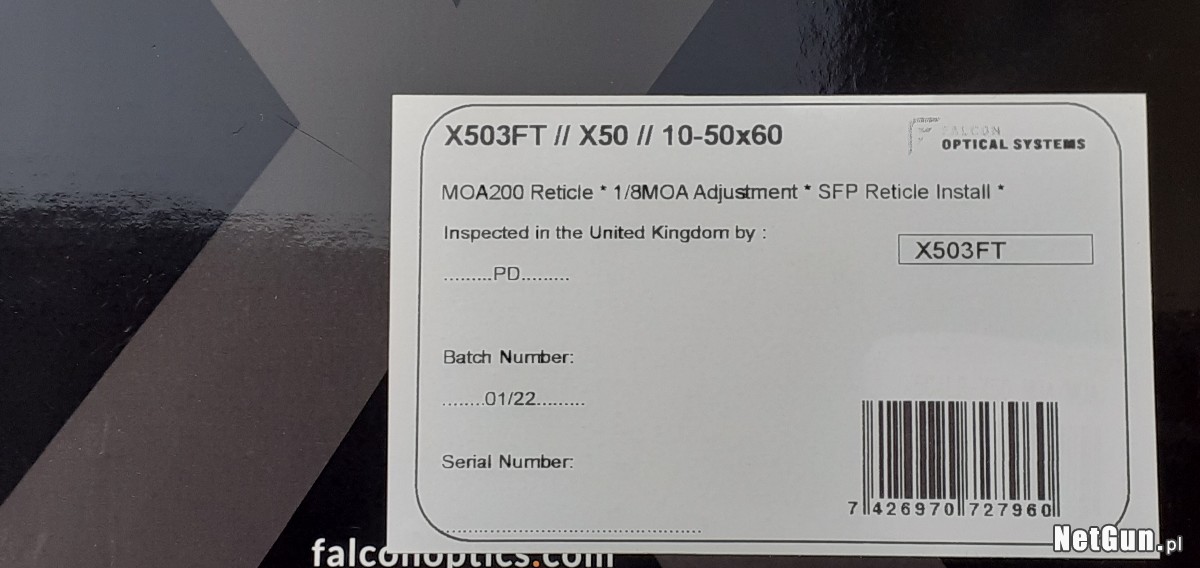 X503FT // X50 // 10-50x60
FALCON
OPTICAL SYSTEMS
MOA200 Reticle * 1/8MOA Adjustment * SFP Reticle Install *
Inspected in the United Kingdom by :
X503FT
.........PD.........
Batch Number:
........01/22.........
Serial Number:
7 426970 727960
................................................
falconoptics.com
NetGun.pl